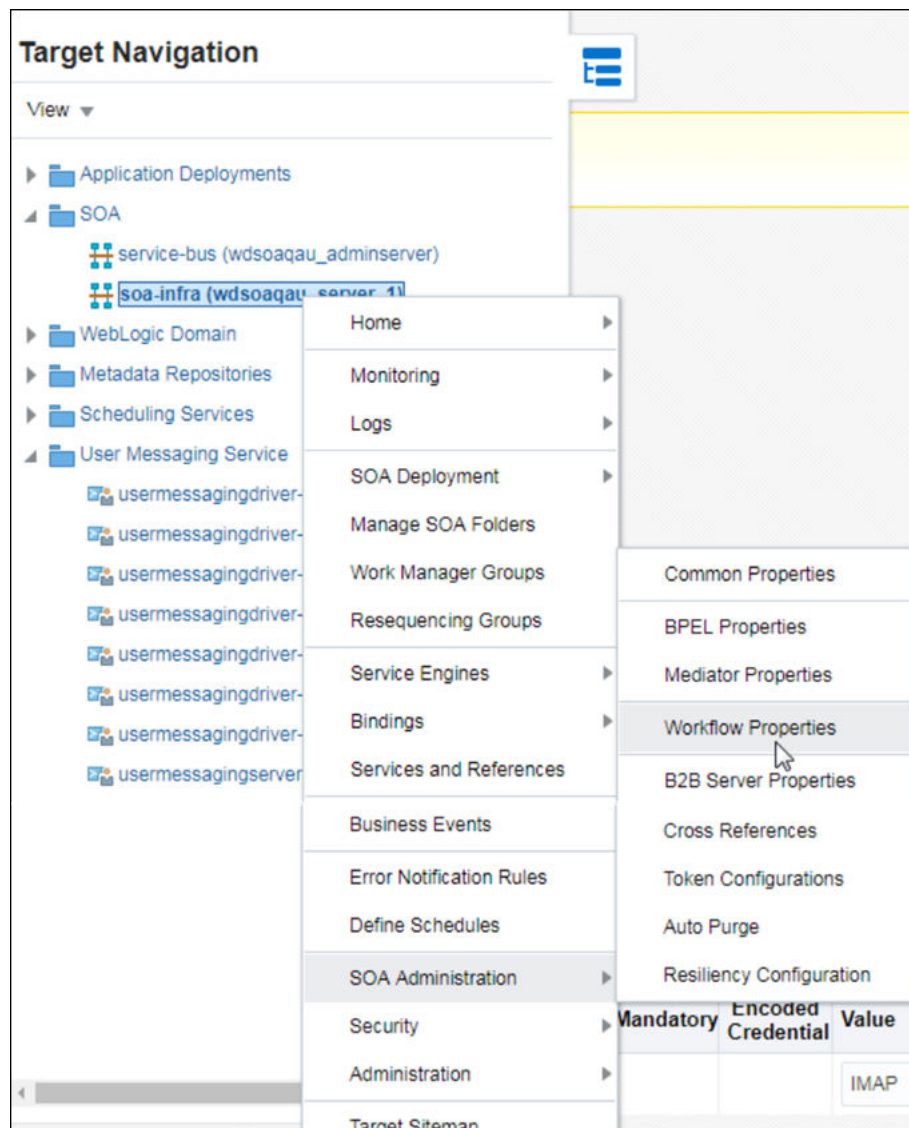 Target Navigation
View
Application Deployments
SOA
service-bus (wdsoaqau_adminserver)
soa-infra (wdsoaqau_server_1)
WebLogic Domain
Metadata Repositories
Scheduling Services
User Messaging Service
usermessagingdriver-
usermessagingdriver-
usermessagingdriver-
usermessagingdriver-
usermessagingdriver-
usermessagingdriver-
usermessagingdriver-
usermessagingserver
Home
Monitoring
Logs
SOA Deployment
Manage SOA Folders
Work Manager Groups
Resequencing Groups
Service Engines
Bindings
Services and References
Business Events
Error Notification Rules
Define Schedules
SOA Administration
Security
Administration
Target Sitemap
Common Properties
BPEL Properties
Mediator Properties
Workflow Properties
B2B Server Properties
Cross References
Token Configurations
Auto Purge
Resiliency Configuration
Mandatory
Encoded
Credential
Value
IMAP